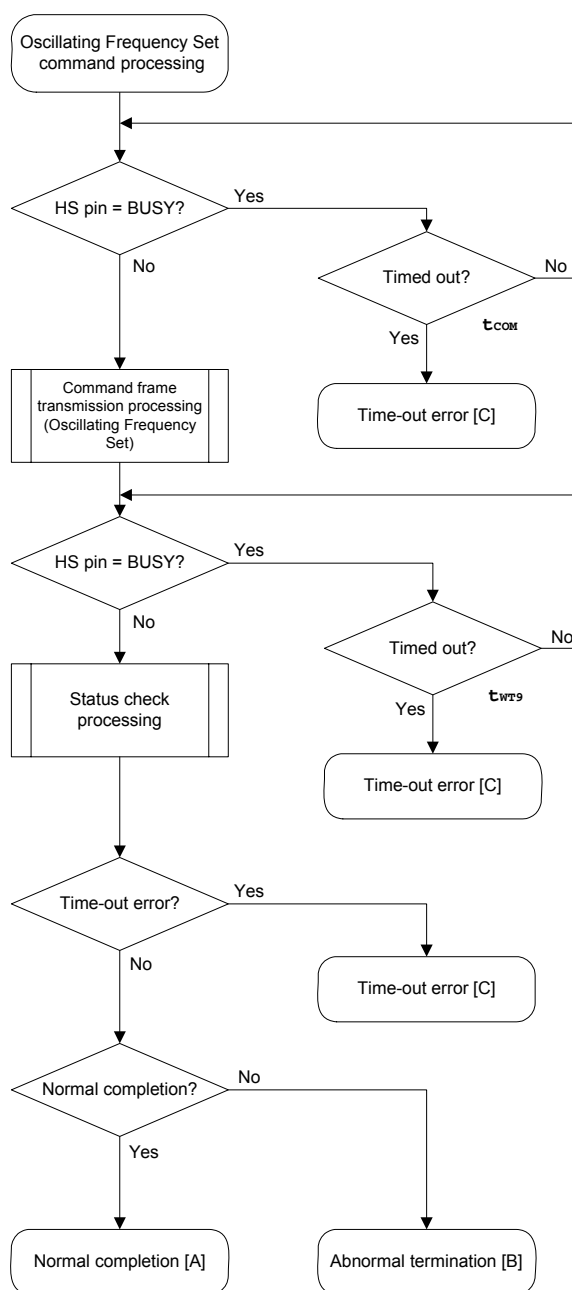 Oscillating Frequency Set
command processing
HS pin = BUSY?
Yes
No
Timed out?
No
tCOM
Yes
Time-out error [C]
Command frame
transmission processing
(Oscillating Frequency
Set)
HS pin = BUSY?
Yes
No
Timed out?
No
tWT9
Yes
Time-out error [C]
Status check
processing
Time-out error?
Yes
No
Time-out error [C]
Normal completion?
No
Yes
Normal completion [A]
Abnormal termination [B]